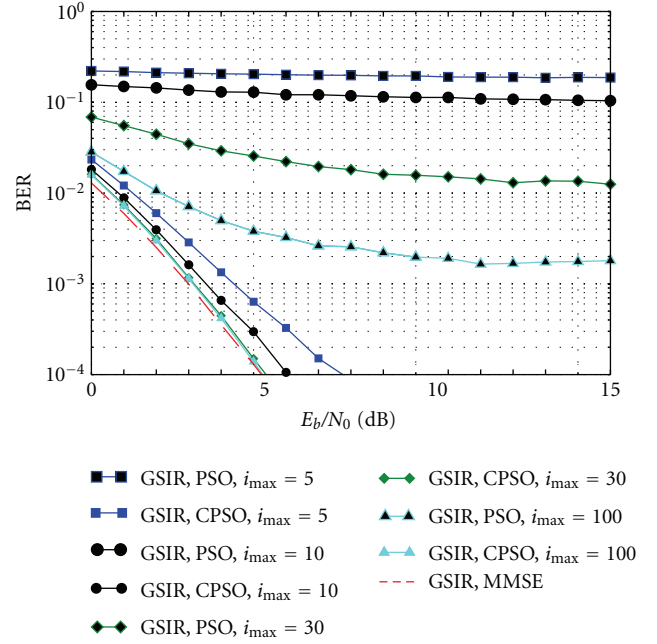 10^0
10^−1
10^−2
10^−3
10^−4
BER
0 5 10 15
E_b/N_0 (dB)
GSIR, PSO, i_max = 5
GSIR, CPSO, i_max = 5
GSIR, PSO, i_max = 10
GSIR, CPSO, i_max = 10
GSIR, PSO, i_max = 30
GSIR, CPSO, i_max = 30
GSIR, PSO, i_max = 100
GSIR, CPSO, i_max = 100
GSIR, MMSE